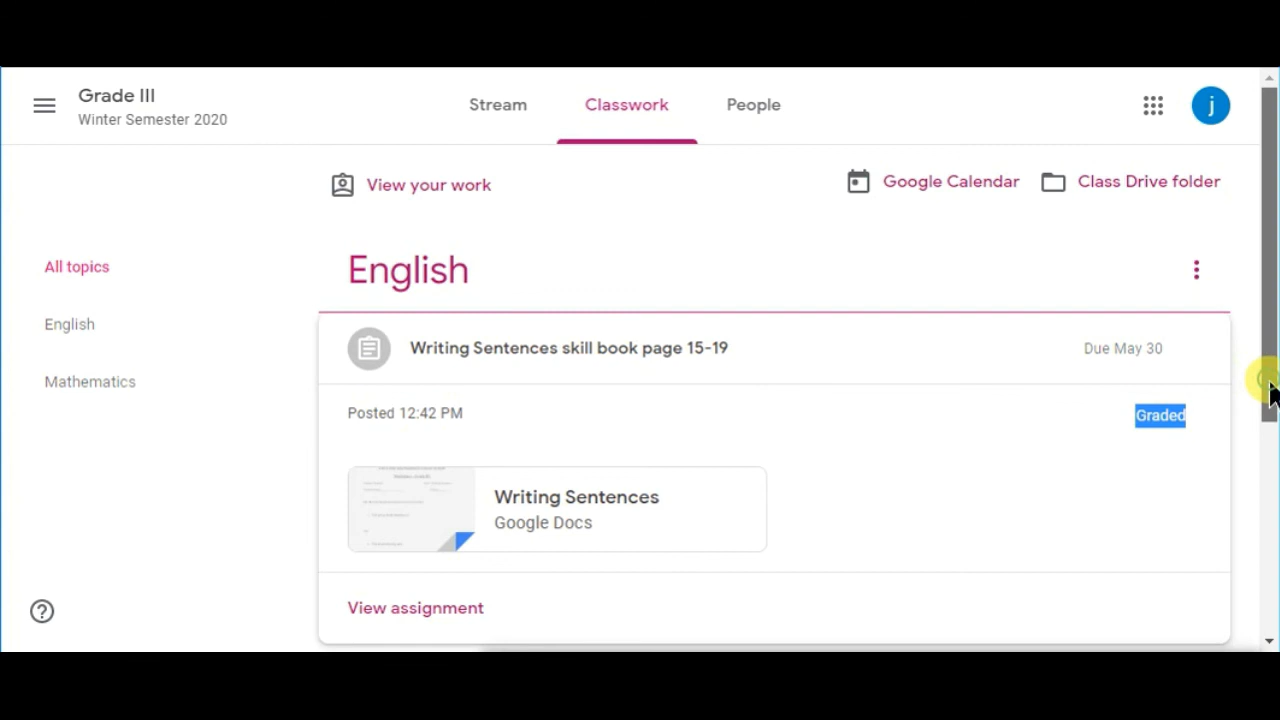 Grade III
Winter Semester 2020
Stream
Classwork
People
j
View your work
Google Calendar
Class Drive folder
All topics
English
Mathematics
English
Writing Sentences skill book page 15-19
Due May 30
Posted 12:42 PM
Graded
Writing Sentences
Google Docs
View assignment